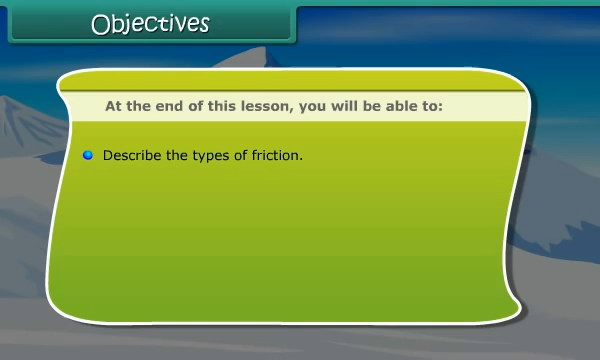 Objectives
At the end of this lesson, you will be able to:
Describe the types of friction.